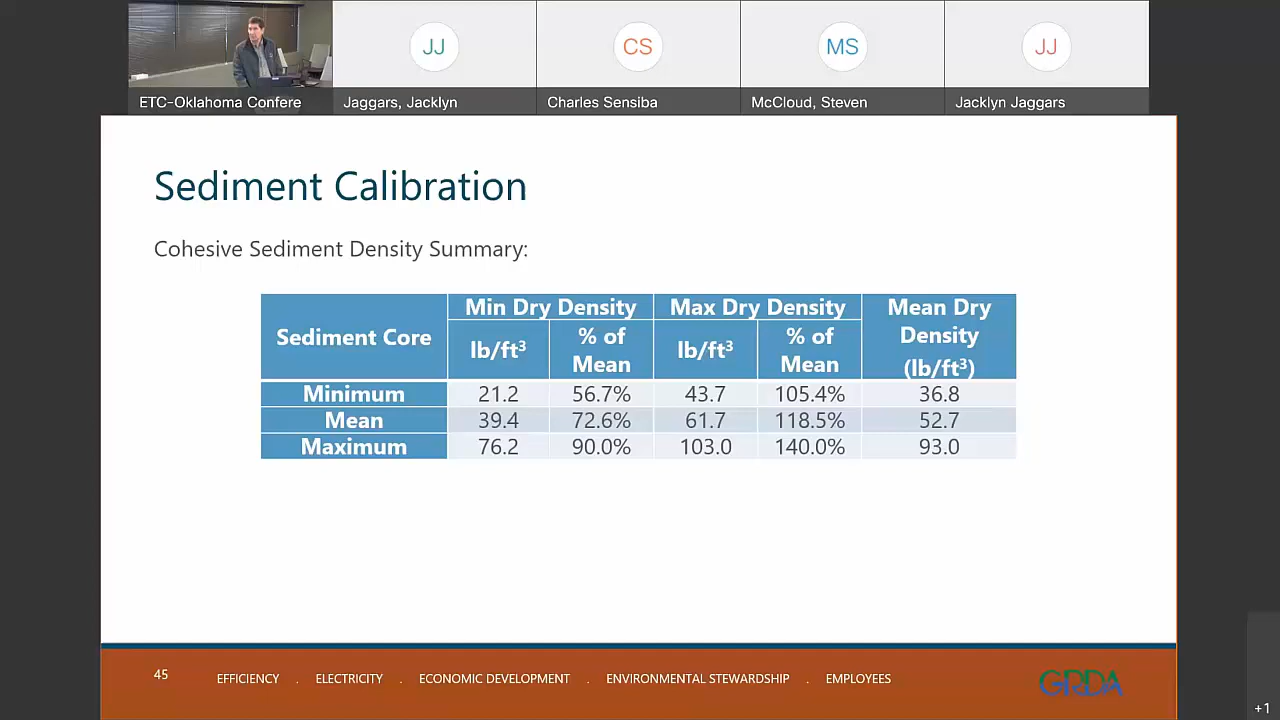 JJ
CS
MS
JJ
ETC-Oklahoma Confere
Jaggars, Jacklyn
Charles Sensiba
McCloud, Steven
Jacklyn Jaggars
Sediment Calibration
Cohesive Sediment Density Summary:
Sediment Core
Min Dry Density
Max Dry Density
Mean Dry
Density
(lb/ft³)
lb/ft³
% of
Mean
lb/ft³
% of
Mean
Minimum 21.2 56.7% 43.7 105.4% 36.8
Mean 39.4 72.6% 61.7 118.5% 52.7
Maximum 76.2 90.0% 103.0 140.0% 93.0
45 EFFICIENCY . ELECTRICITY . ECONOMIC DEVELOPMENT . ENVIRONMENTAL STEWARDSHIP . EMPLOYEES
GRDA
+1